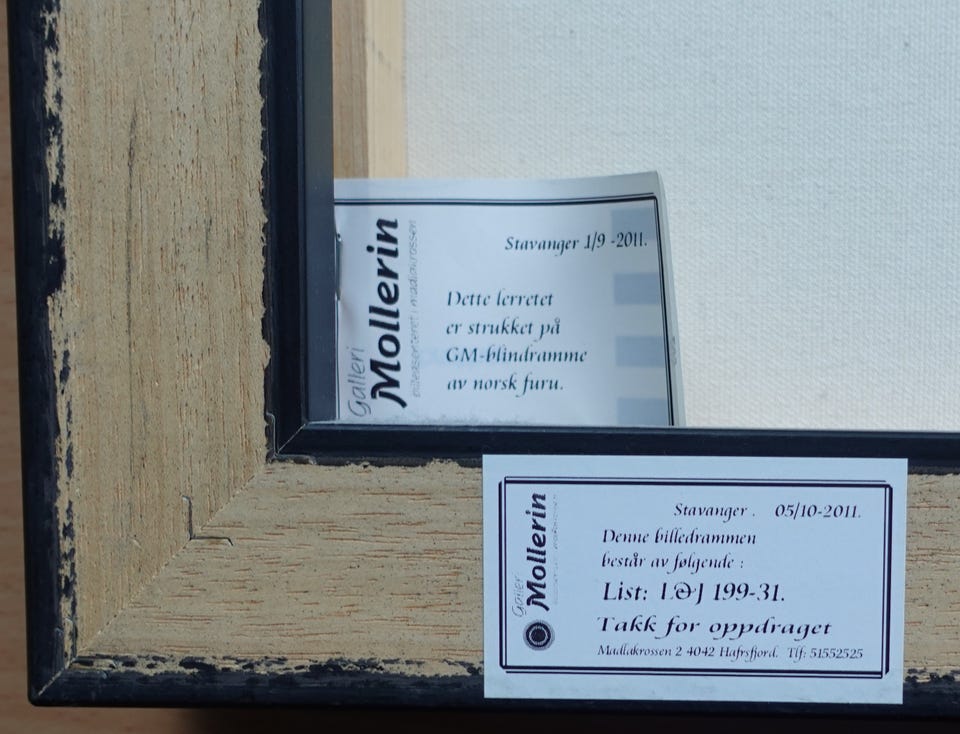 Galleri
Mollerin
Stavanger 1/9 -2011.
Dette lerretet
er strukket på
GM-blindramme
av norsk furu.
Galleri
Mollerin
Stavanger . 05/10-2011.
Denne billedrammen
består av følgende :
List: L&J 199-31.
Takk for oppdraget
Madlakrossen 2 4042 Hafrsfjord. Tlf: 51552525